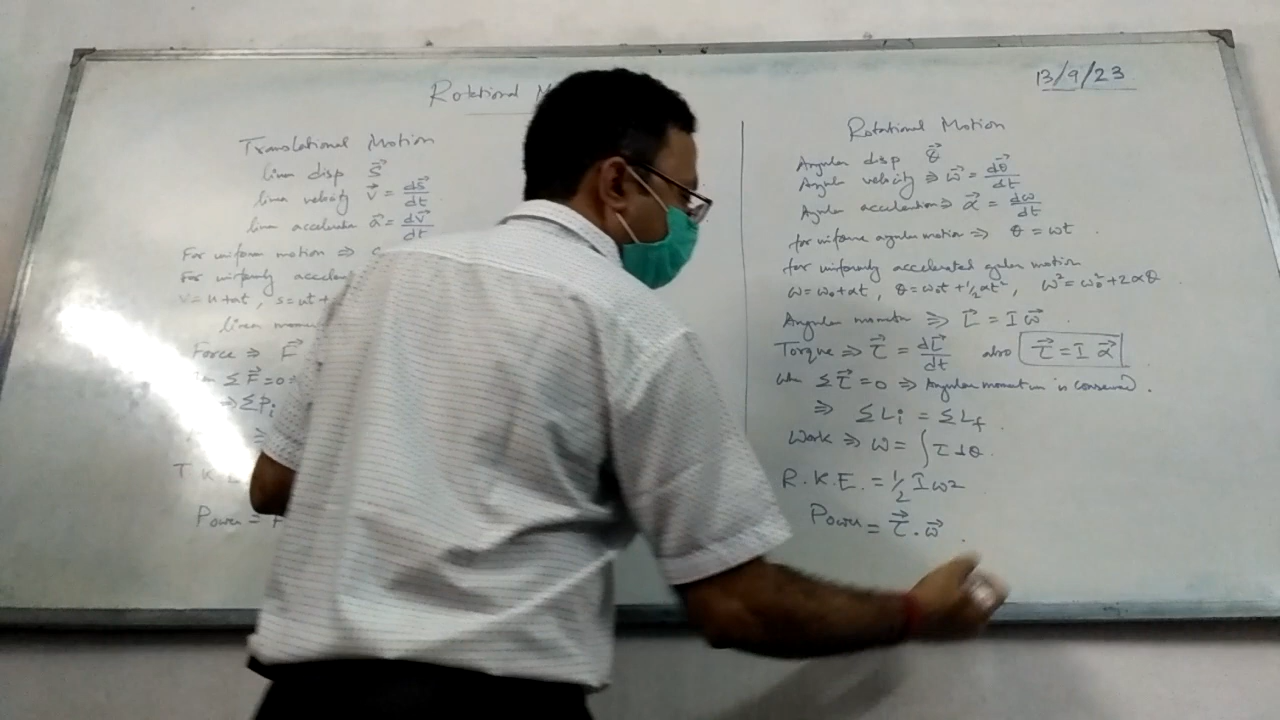 Rotational M
13/9/23
Translational Motion
linear disp S⃗
linear velocity v⃗ = dS⃗/dt
linear acceleration a⃗ = dv⃗/dt
For uniform motion ⇒
For uniformly accelera
v = u + at , s = ut +
linear momen
Force ⇒ F⃗
ΣF⃗ = 0
⇒ ΣPi
⇒
T. K.
Power =
Rotational Motion
Angular disp θ⃗
Angular velocity ⇒ ω⃗ = dθ⃗/dt
Angular acceleration ⇒ α⃗ = dω/dt
for uniform angular motion ⇒ θ = ωt
for uniformly accelerated angular motion
ω = ω₀ + αt , θ = ω₀t + 1/2 αt² , ω² = ω₀² + 2αθ
Angular momentum ⇒ L⃗ = I ω⃗
Torque ⇒ τ⃗ = dL⃗/dt also τ⃗ = I α⃗
when Στ⃗ = 0 ⇒ Angular momentum is conserved.
⇒ ΣLi = ΣLf
Work ⇒ W = ∫ τ dθ.
R.K.E. = 1/2 I ω2
Power = τ⃗ . ω⃗ .